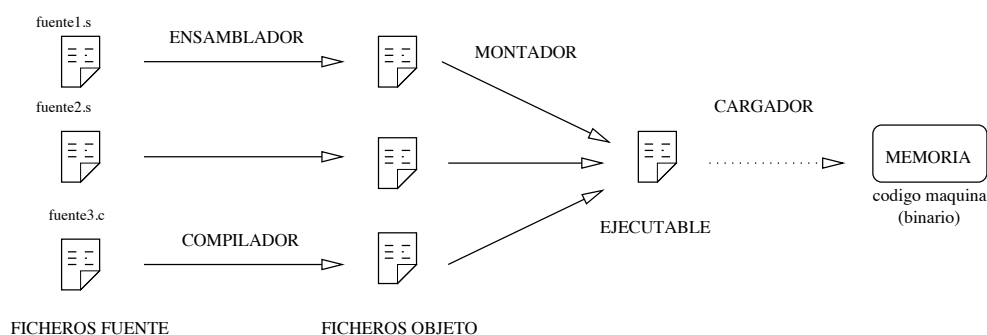 fuente1.s
ENSAMBLADOR
MONTADOR
fuente2.s
CARGADOR
MEMORIA
codigo maquina
(binario)
fuente3.c
COMPILADOR
EJECUTABLE
FICHEROS FUENTE
FICHEROS OBJETO